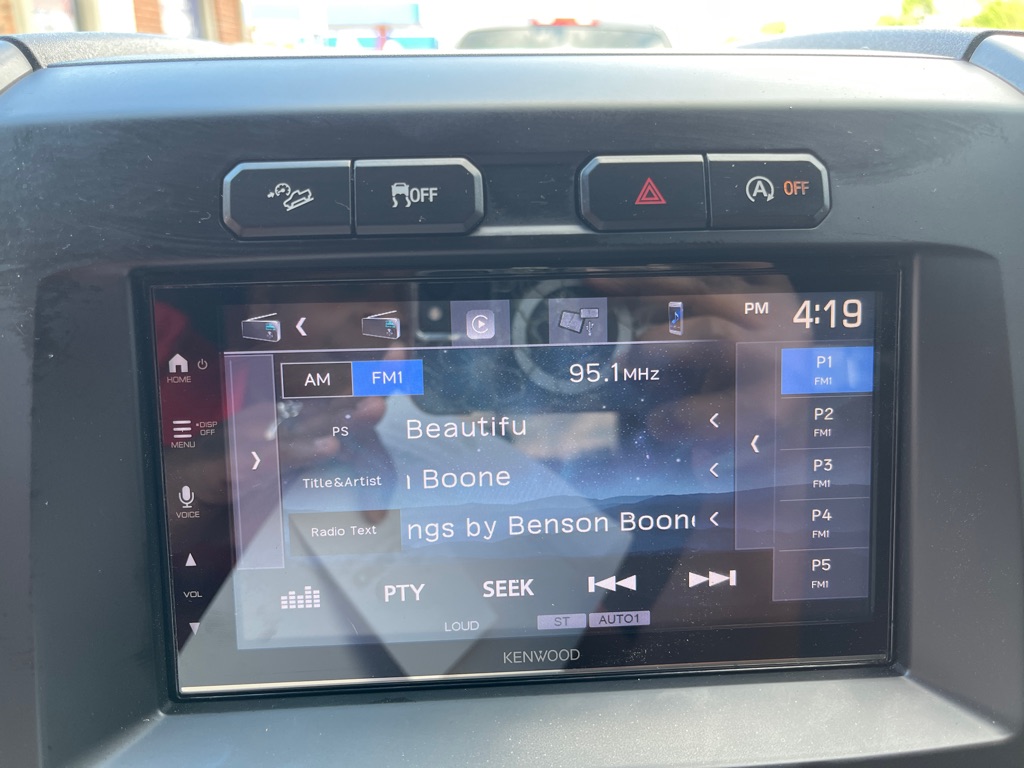 OFF
A OFF
PM 4:19
HOME
AM FM1 95.1MHz P1
FM1
PS Beautifu P2
FM1
MENU •DISP OFF
Title&Artist ı Boone P3
FM1
VOICE
Radio Text ngs by Benson Boon P4
FM1
P5
FM1
VOL
PTY SEEK
LOUD ST AUTO1
KENWOOD